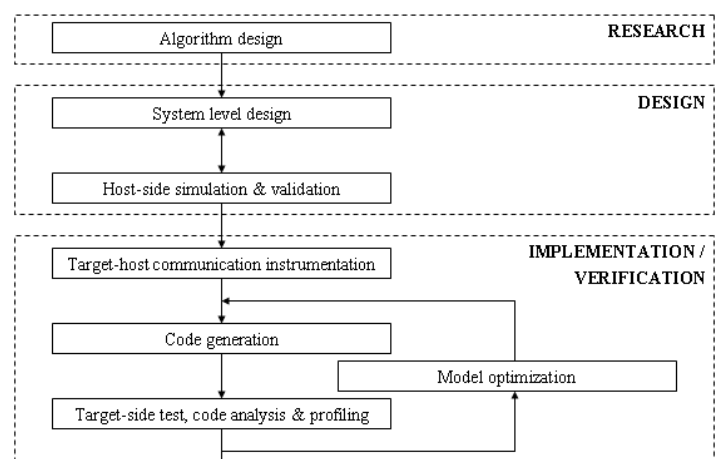 RESEARCH
Algorithm design
DESIGN
System level design
Host-side simulation & validation
IMPLEMENTATION /
VERIFICATION
Target-host communication instrumentation
Code generation
Model optimization
Target-side test, code analysis & profiling